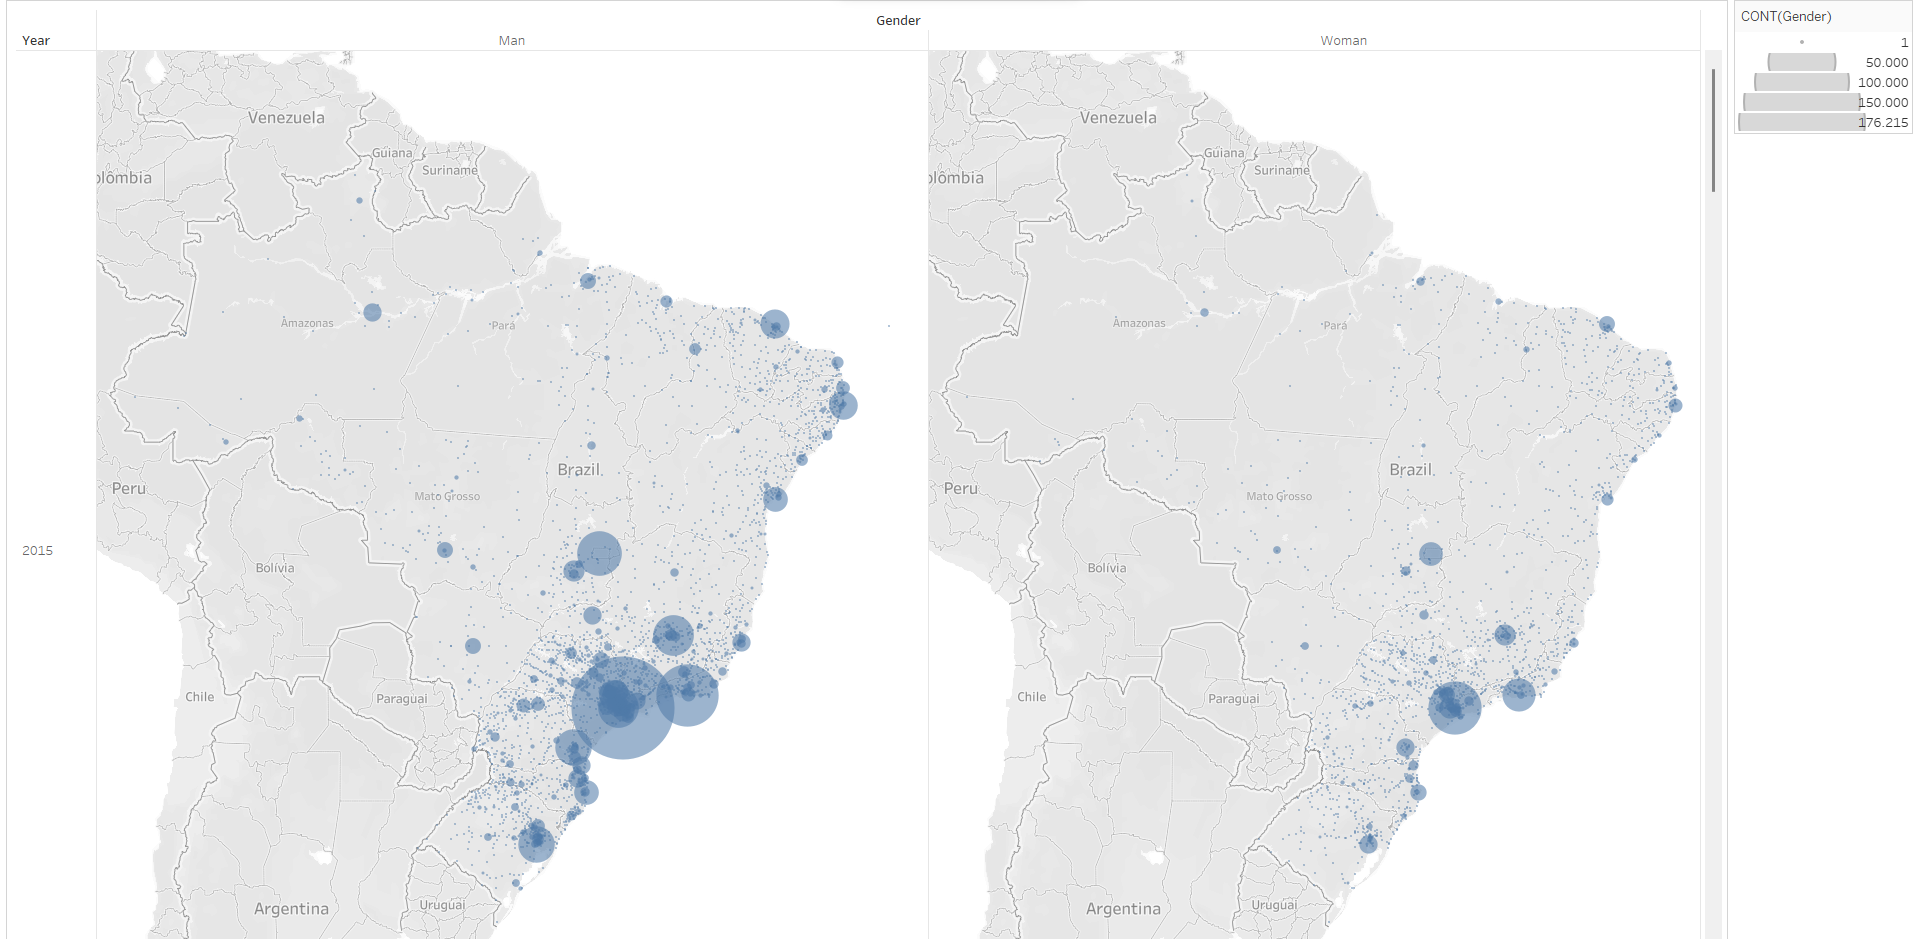 Gender
Year
Man
Woman
CONT(Gender)
1
50.000
100.000
150.000
176.215
2015
Venezuela
Guiana
Suriname
olômbia
Amazonas
Pará
Brazil
Peru
Mato Grosso
Bolívia
Chile
Paraguai
Argentina
Uruguai
Venezuela
Guiana
Suriname
olômbia
Amazonas
Pará
Brazil
Peru
Mato Grosso
Bolívia
Chile
Paraguai
Argentina
Uruguai